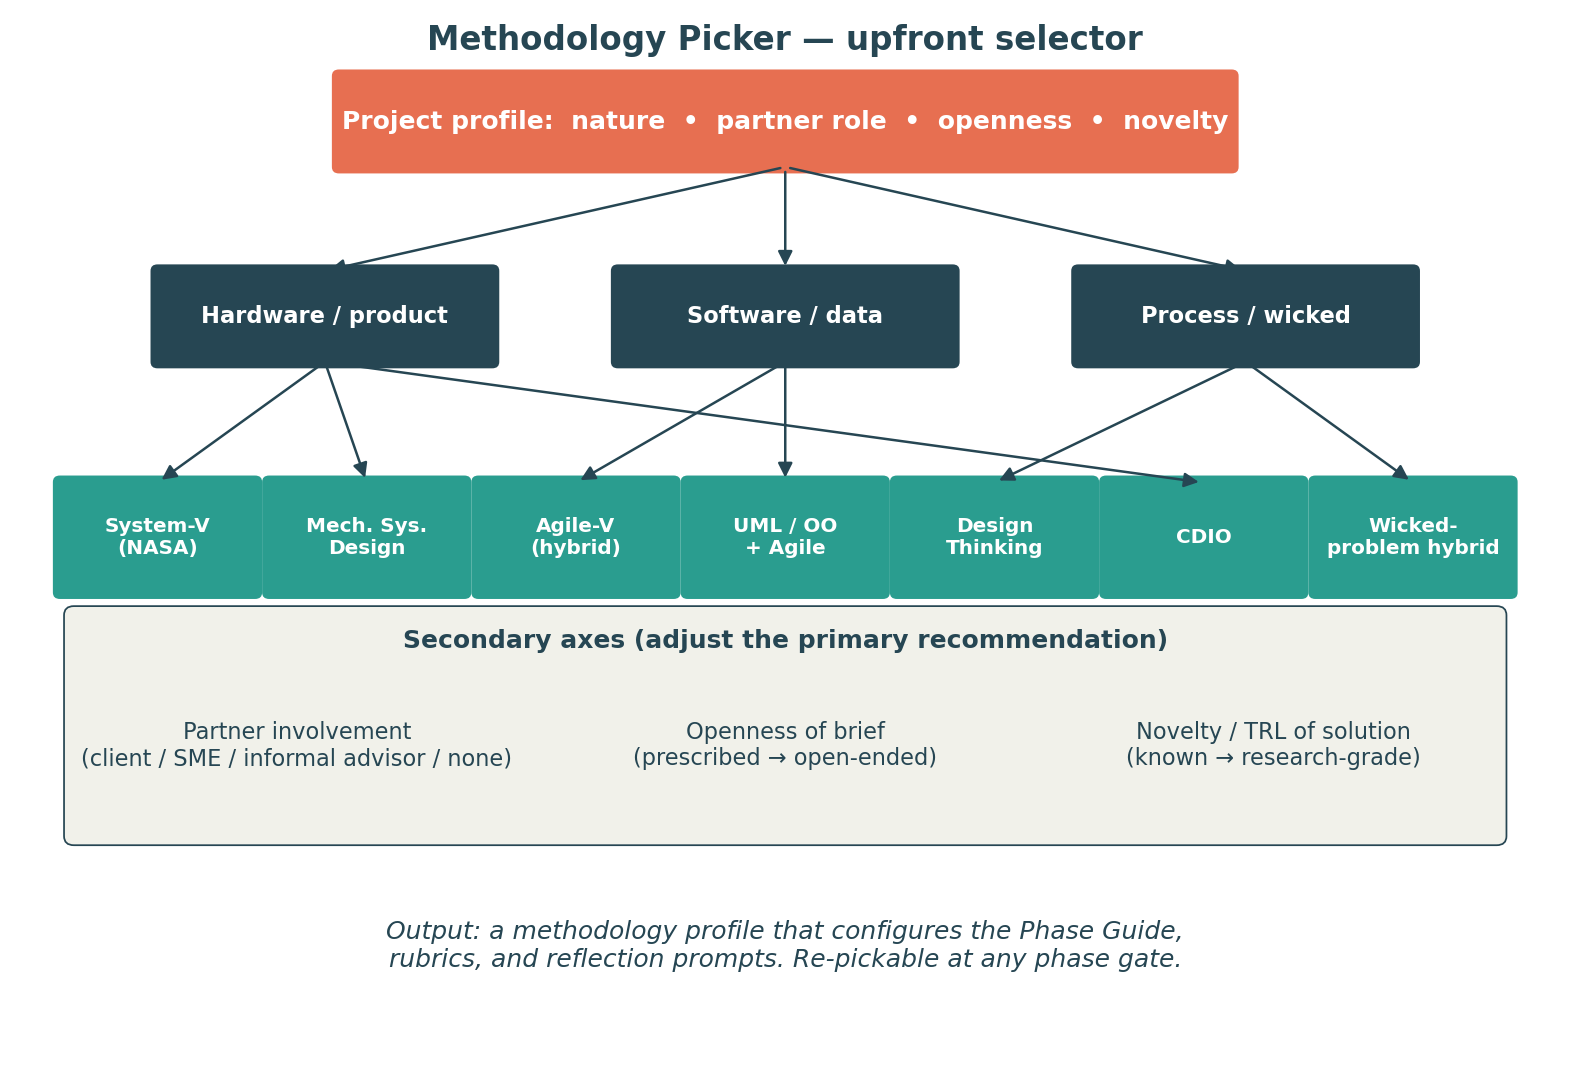 Methodology Picker — upfront selector
Project profile:  nature  •  partner role  •  openness  •  novelty
Hardware / product
Software / data
Process / wicked
System-V
(NASA)
Mech. Sys.
Design
Agile-V
(hybrid)
UML / OO
+ Agile
Design
Thinking
CDIO
Wicked-
problem hybrid
Secondary axes (adjust the primary recommendation)
Partner involvement
(client / SME / informal advisor / none)
Openness of brief
(prescribed → open-ended)
Novelty / TRL of solution
(known → research-grade)
Output: a methodology profile that configures the Phase Guide,
rubrics, and reflection prompts. Re-pickable at any phase gate.